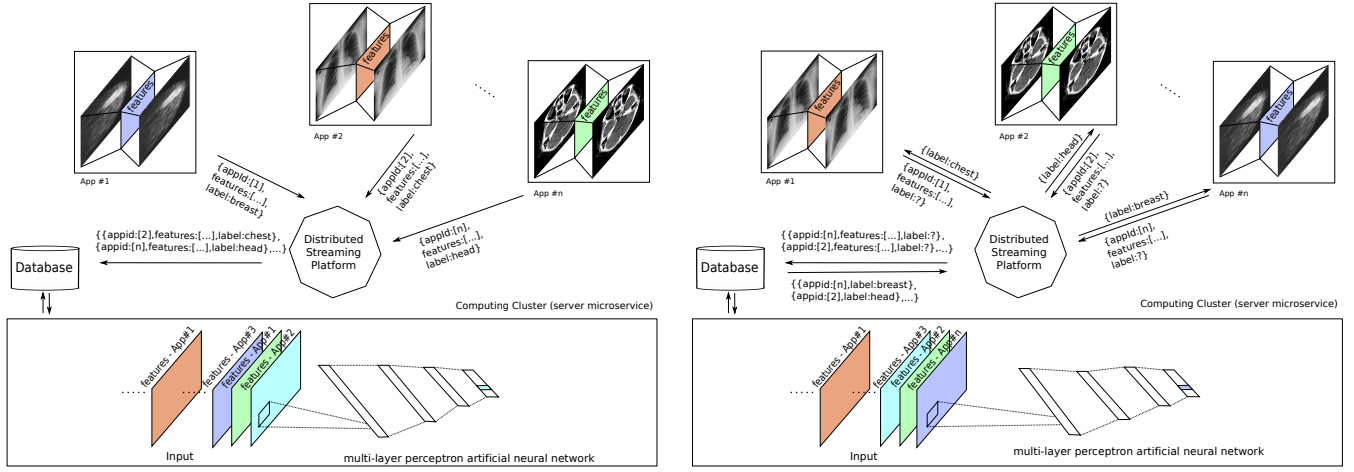 features
App #1
features
App #2
.....
features
App #n
{appId:[1],
features:[...],
label:breast}
{appId:[2],
features:[...],
label:chest}
{appId:[n],
features:[...],
label:head}
Distributed
Streaming
Platform
{{appid:[2],features:[...],label:chest},
{appid:[n],features:[...],label:head},...}
Database
Computing Cluster (server microservice)
.....
features - App#1
.....
features - App#3
features - App#1
features - App#2
Input
multi-layer perceptron artificial neural network
features
App #1
features
App #2
.....
features
App #n
{label:chest}
{appId:[1],
features:[...],
label:?}
{label:head}
{appId:[2],
features:[...],
label:?}
{label:breast}
{appId:[n],
features:[...],
label:?}
Distributed
Streaming
Platform
{{appid:[n],features:[...],label:?},
{appid:[2],features:[...],label:?},...}
{{appid:[n],label:breast},
{appid:[2],label:head},...}
Database
Computing Cluster (server microservice)
.....
features - App#1
.....
features - App#3
features - App#2
features - App#n
Input
multi-layer perceptron artificial neural network